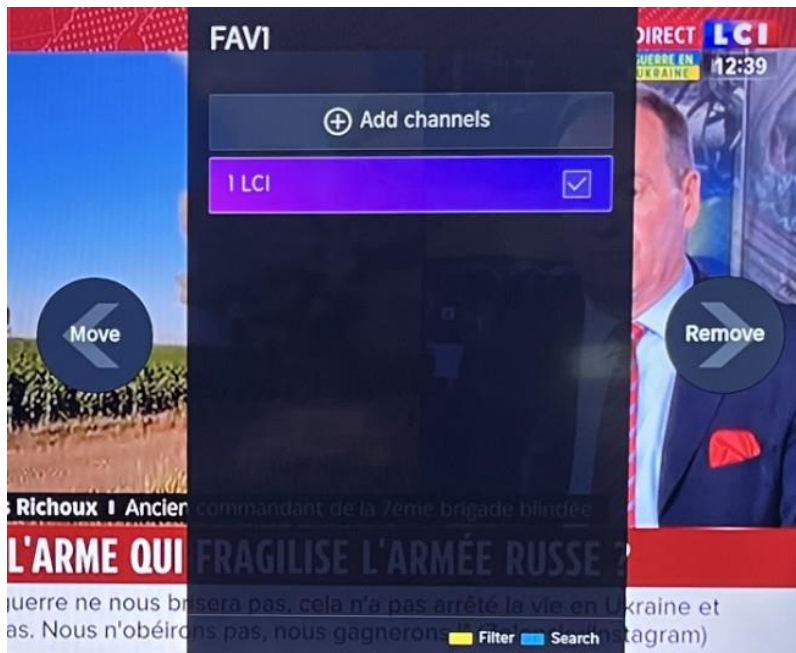 FAV1
DIRECT LCI
GUERRE EN
UKRAINE
12:39
Add channels
1 LCI
Move
Remove
s Richoux I Ancien commandant de la 7ème brigade blindée
L'ARME QUI FRAGILISE L'ARMÉE RUSSE ?
guerre ne nous brisera pas, cela n'a pas arrêté la vie en Ukraine et
as. Nous n'obéirons pas, nous gagnerons !" (Zelensky/Instagram)
Filter Search